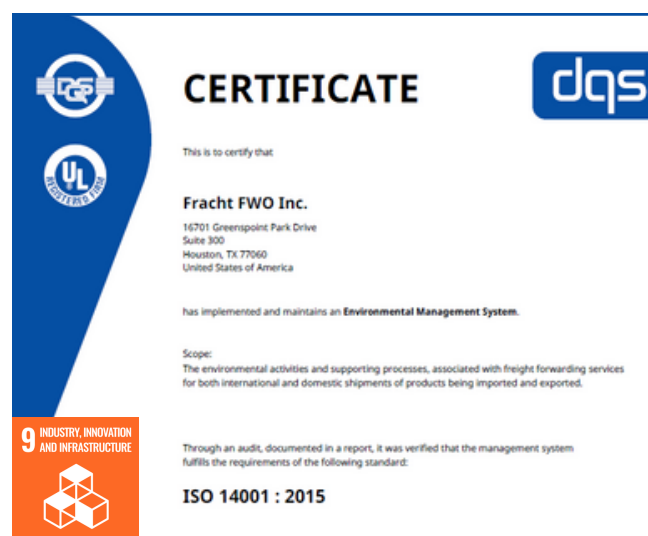 DQS
CERTIFICATE
dqs
UL
REGISTERED FIRM
This is to certify that
Fracht FWO Inc.
16701 Greenspoint Park Drive
Suite 300
Houston, TX 77060
United States of America
has implemented and maintains an Environmental Management System.
Scope:
The environmental activities and supporting processes, associated with freight forwarding services
for both international and domestic shipments of products being imported and exported.
9 INDUSTRY, INNOVATION
AND INFRASTRUCTURE
Through an audit, documented in a report, it was verified that the management system
fulfills the requirements of the following standard:
ISO 14001 : 2015